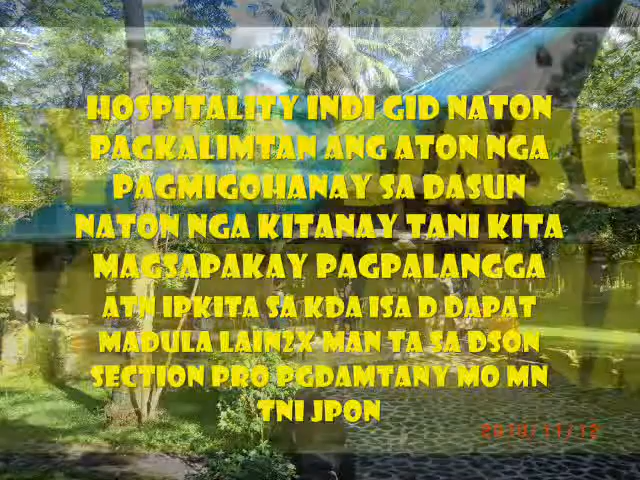 HOSPITALITY INDI GID NATON
PAGKALIMTAN ANG ATON NGA
PAGMIGOHANAY SA DASUN
NATON NGA KITANAY TANI KITA
MAGSAPAKAY PAGPALANGGA
ATN IPKITA SA KDA ISA D DAPAT
MADULA LAIN2X MAN TA SA DSON
SECTION PRO PGDAMTANY MO MN
TNI JPON
2010/11/12